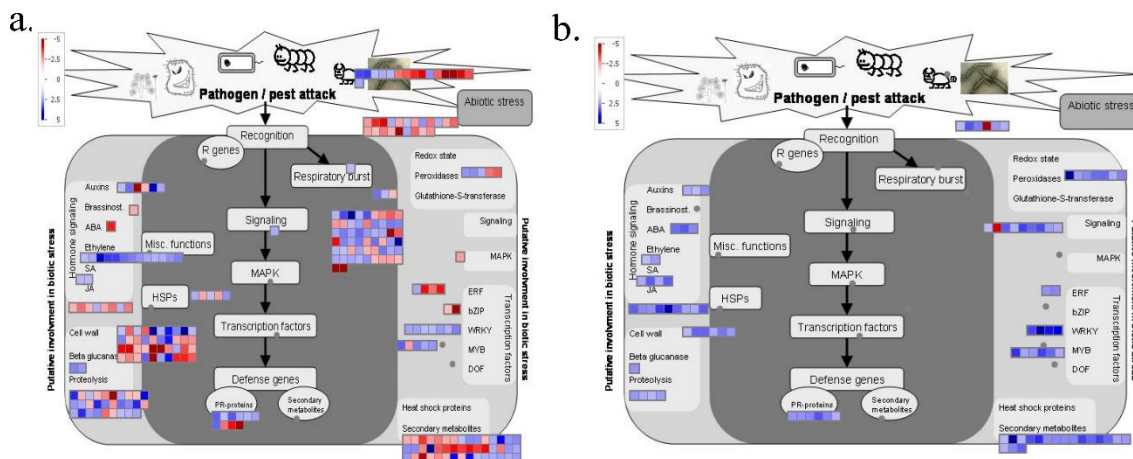 a.
-5
-2.5
0
2.5
5
Pathogen / pest attack
Abiotic stress
Recognition
R genes
Respiratory burst
Redox state
Peroxidases
Glutathione-S-transferase
Auxins
Brassinost.
ABA
Ethylene
SA
JA
Hormone signaling
Putative involvment in biotic stress
Misc. functions
Signaling
MAPK
HSPs
Transcription factors
Defense genes
PR-proteins
Secondary metabolites
Cell wall
Beta glucanase
Proteolysis
Signaling
MAPK
ERF
bZIP
WRKY
MYB
DOF
Transcription factors
Putative involvment in biotic stress
Heat shock proteins
Secondary metabolites
b.
-5
-2.5
0
2.5
5
Pathogen / pest attack
Abiotic stress
Recognition
R genes
Respiratory burst
Redox state
Peroxidases
Glutathione-S-transferase
Auxins
Brassinost.
ABA
Ethylene
SA
JA
Hormone signaling
Putative involvment in biotic stress
Misc. functions
Signaling
MAPK
HSPs
Transcription factors
Defense genes
PR-proteins
Secondary metabolites
Cell wall
Beta glucanase
Proteolysis
Signaling
MAPK
ERF
bZIP
WRKY
MYB
DOF
Transcription factors
Heat shock proteins
Secondary metabolites